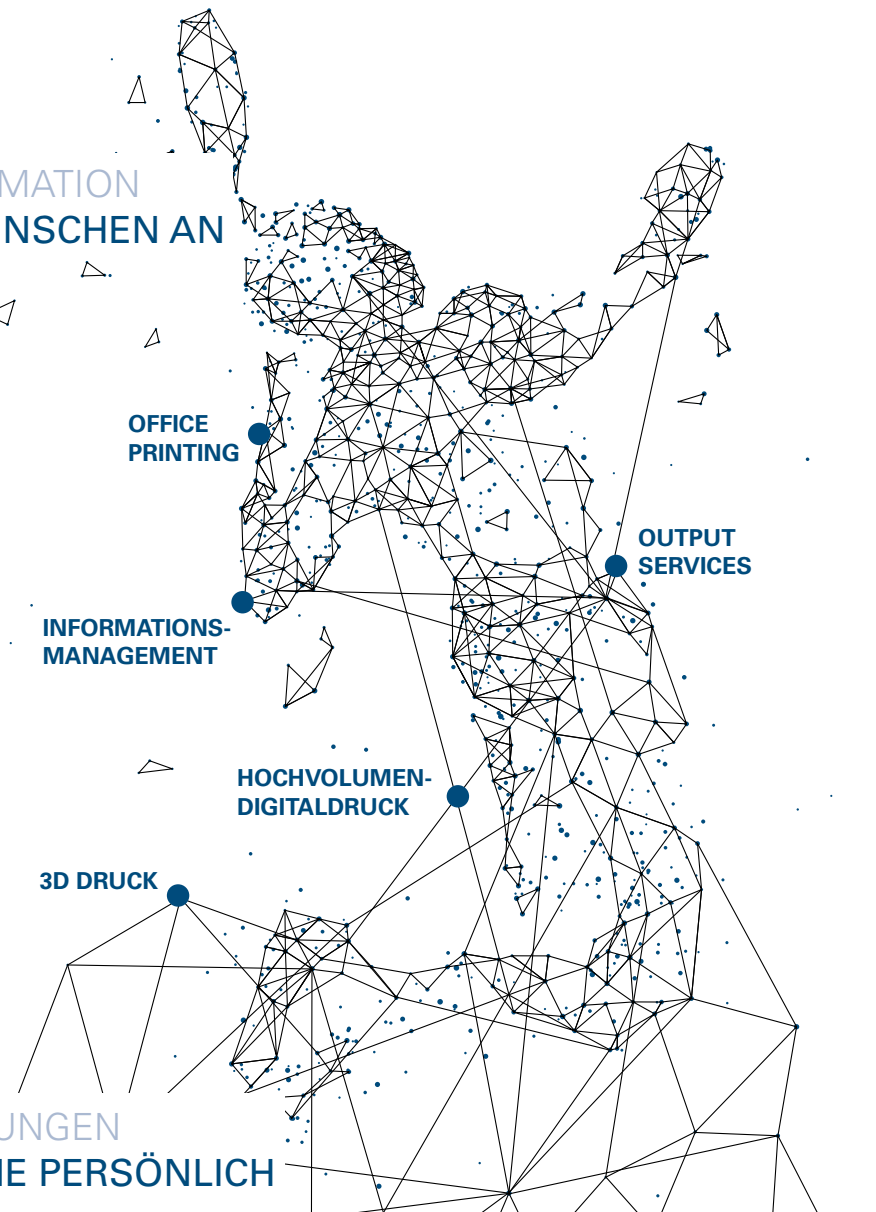 MATION
NSCHEN AN
OFFICE
PRINTING
OUTPUT
SERVICES
INFORMATIONS-
MANAGEMENT
HOCHVOLUMEN-
DIGITALDRUCK
3D DRUCK
UNGEN
IE PERSÖNLICH